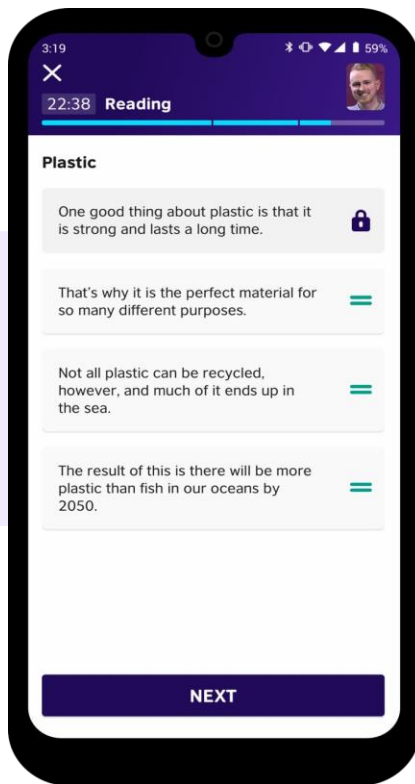 3:19
59%
22:38 Reading
Plastic
One good thing about plastic is that it
is strong and lasts a long time.
That's why it is the perfect material for
so many different purposes.
Not all plastic can be recycled,
however, and much of it ends up in
the sea.
The result of this is there will be more
plastic than fish in our oceans by
2050.
NEXT